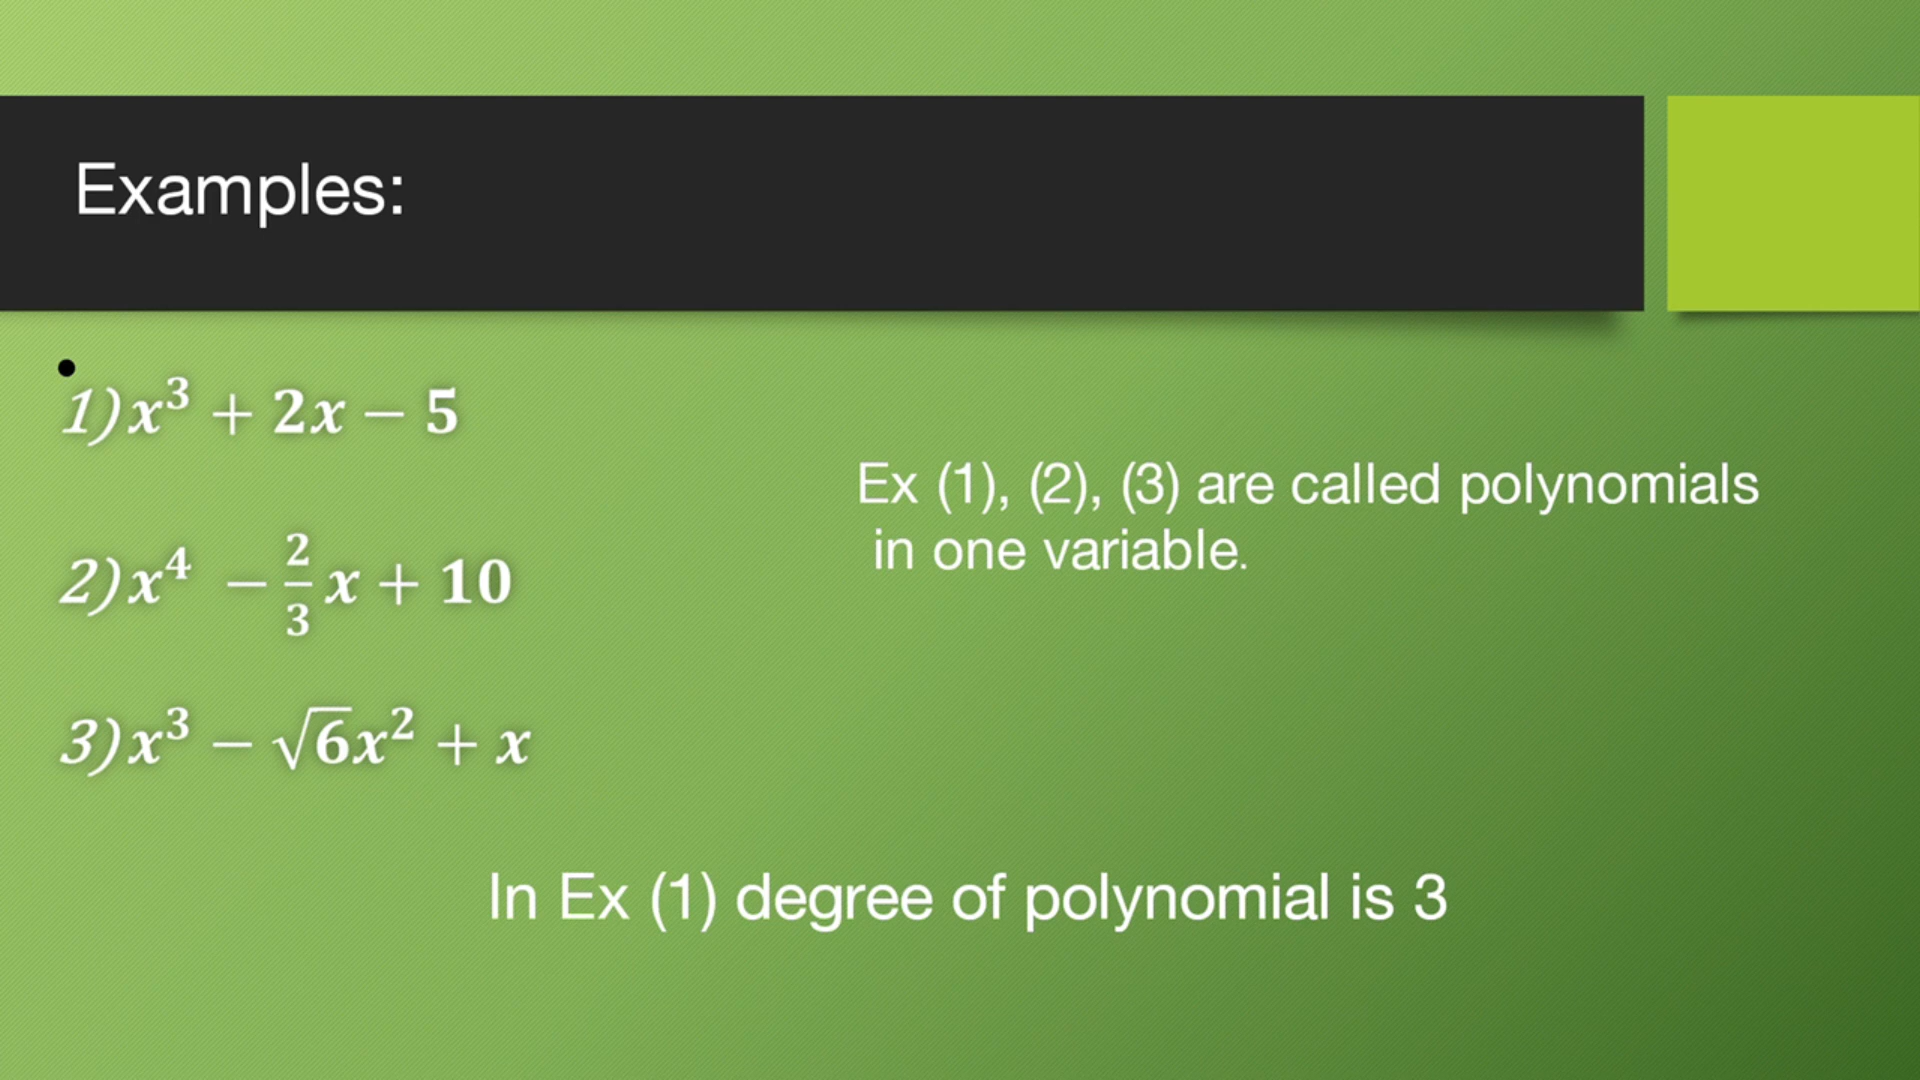 Examples:
1)x³ + 2x − 5
Ex (1), (2), (3) are called polynomials
in one variable.
2)x⁴ − 2/3 x + 10
3)x³ − √6x² + x
In Ex (1) degree of polynomial is 3